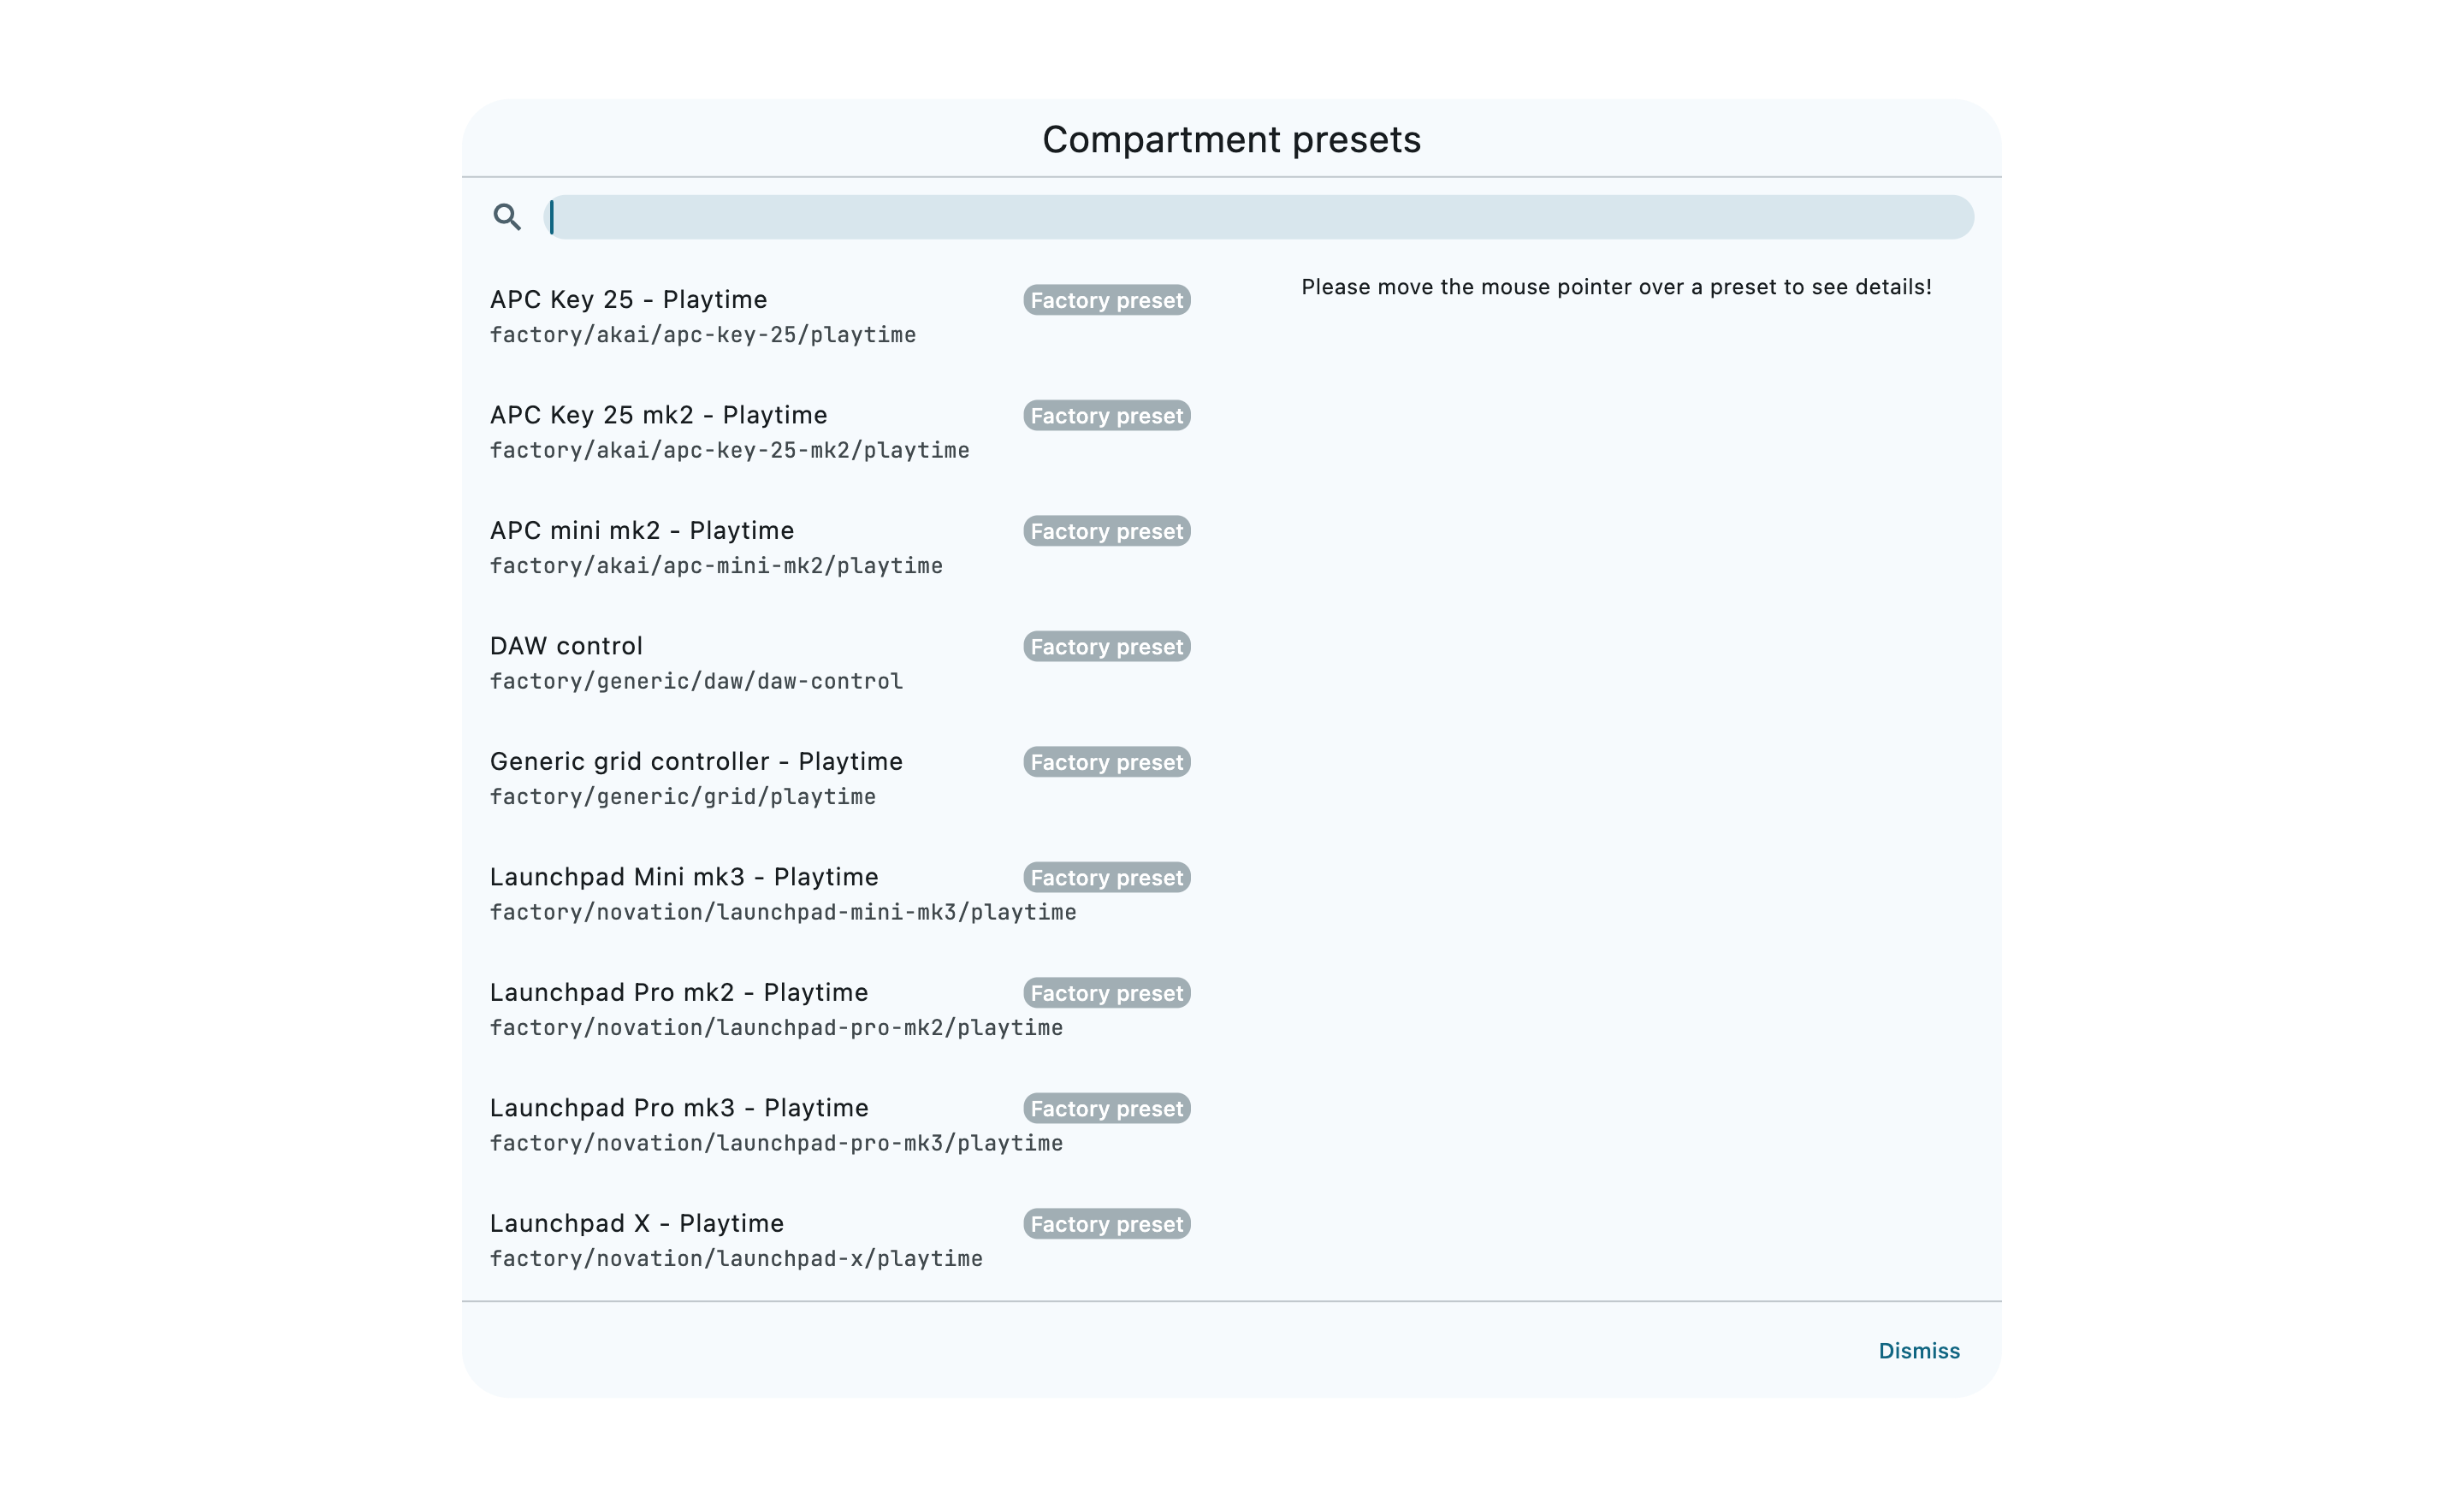 Compartment presets
APC Key 25 - Playtime
Factory preset
factory/akai/apc-key-25/playtime
APC Key 25 mk2 - Playtime
Factory preset
factory/akai/apc-key-25-mk2/playtime
APC mini mk2 - Playtime
Factory preset
factory/akai/apc-mini-mk2/playtime
DAW control
Factory preset
factory/generic/daw/daw-control
Generic grid controller - Playtime
Factory preset
factory/generic/grid/playtime
Launchpad Mini mk3 - Playtime
Factory preset
factory/novation/launchpad-mini-mk3/playtime
Launchpad Pro mk2 - Playtime
Factory preset
factory/novation/launchpad-pro-mk2/playtime
Launchpad Pro mk3 - Playtime
Factory preset
factory/novation/launchpad-pro-mk3/playtime
Launchpad X - Playtime
Factory preset
factory/novation/launchpad-x/playtime
Please move the mouse pointer over a preset to see details!
Dismiss